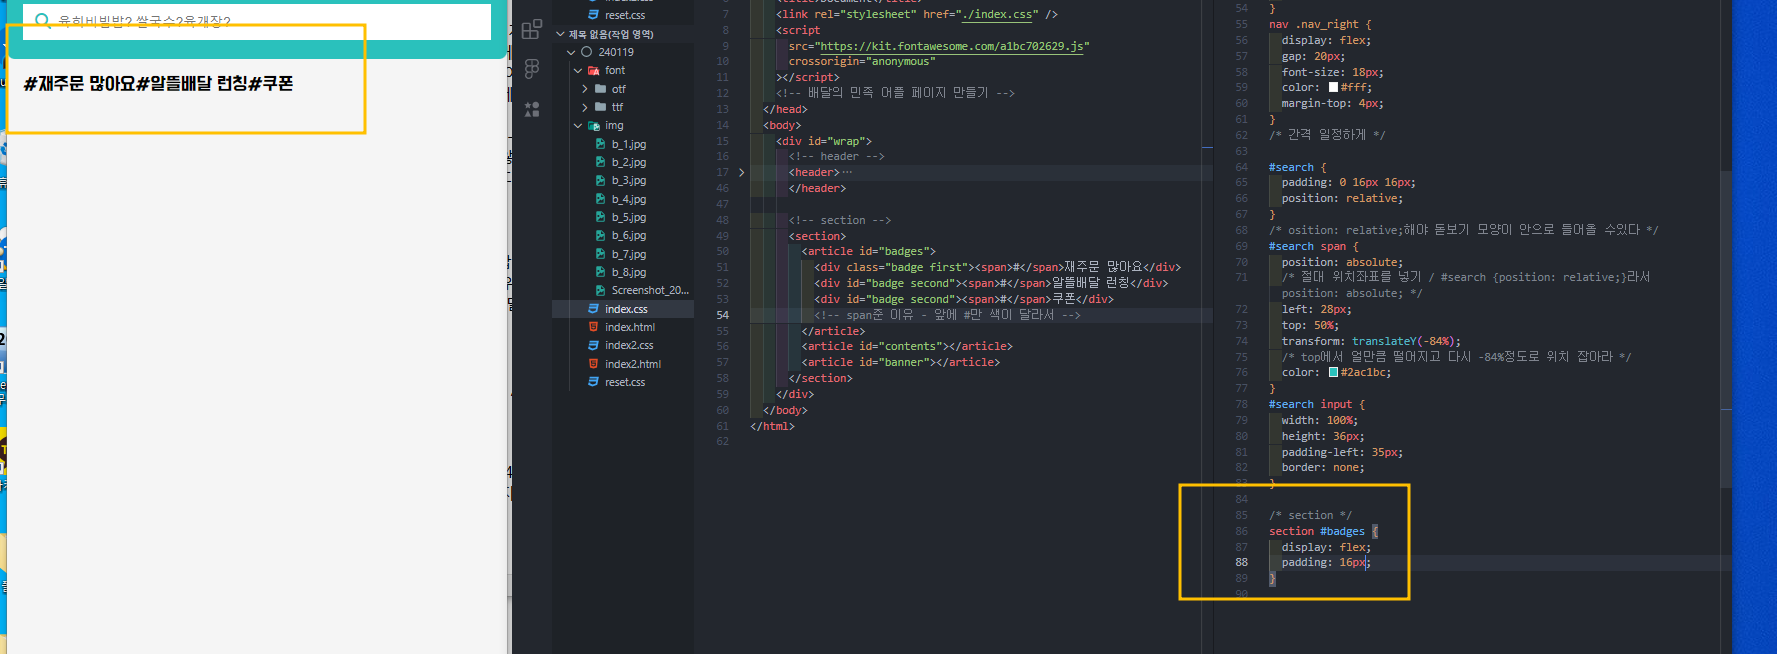 육회비빔밥? 쌀국수?육개장?
#재주문 많아요#알뜰배달 런칭#쿠폰
reset.css
제목 없음(작업 영역)
240119
font
otf
ttf
img
b_1.jpg
b_2.jpg
b_3.jpg
b_4.jpg
b_5.jpg
b_6.jpg
b_7.jpg
b_8.jpg
Screenshot_20...
index.css
index.html
index2.css
index2.html
reset.css
7 <link rel="stylesheet" href="./index.css" />
8 <script
9 src="https://kit.fontawesome.com/a1bc702629.js"
10 crossorigin="anonymous"
11 ></script>
12 <!-- 배달의 민족 어플 페이지 만들기 -->
13 </head>
14 <body>
15 <div id="wrap">
16 <!-- header -->
17 <header>⋯
46 </header>
47
48 <!-- section -->
49 <section>
50 <article id="badges">
51 <div class="badge first"><span>#</span>재주문 많아요</div>
52 <div id="badge second"><span>#</span>알뜰배달 런칭</div>
53 <div id="badge second"><span>#</span>쿠폰</div>
54 <!-- span준 이유 - 앞에 #만 색이 달라서 -->
55 </article>
56 <article id="contents"></article>
57 <article id="banner"></article>
58 </section>
59 </div>
60 </body>
61 </html>
62
54 }
55 nav .nav_right {
56 display: flex;
57 gap: 20px;
58 font-size: 18px;
59 color: #fff;
60 margin-top: 4px;
61 }
62 /* 간격 일정하게 */
63
64 #search {
65 padding: 0 16px 16px;
66 position: relative;
67 }
68 /* osition: relative;해야 돋보기 모양이 안으로 들어올 수있다 */
69 #search span {
70 position: absolute;
71 /* 절대 위치좌표를 넣기 / #search {position: relative;}라서
position: absolute; */
72 left: 28px;
73 top: 50%;
74 transform: translateY(-84%);
75 /* top에서 얼만큼 떨어지고 다시 -84%정도로 위치 잡아라 */
76 color: #2ac1bc;
77 }
78 #search input {
79 width: 100%;
80 height: 36px;
81 padding-left: 35px;
82 border: none;
83 }
84
85 /* section */
86 section #badges {
87 display: flex;
88 padding: 16px;
89 }
90